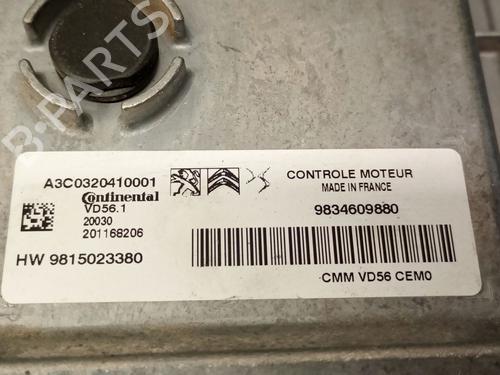 B-PARTS
A3C0320410001
Continental
VD56.1
20030
201168206
HW 9815023380
CONTROLE MOTEUR
MADE IN FRANCE
9834609880
CMM VD56 CEM0